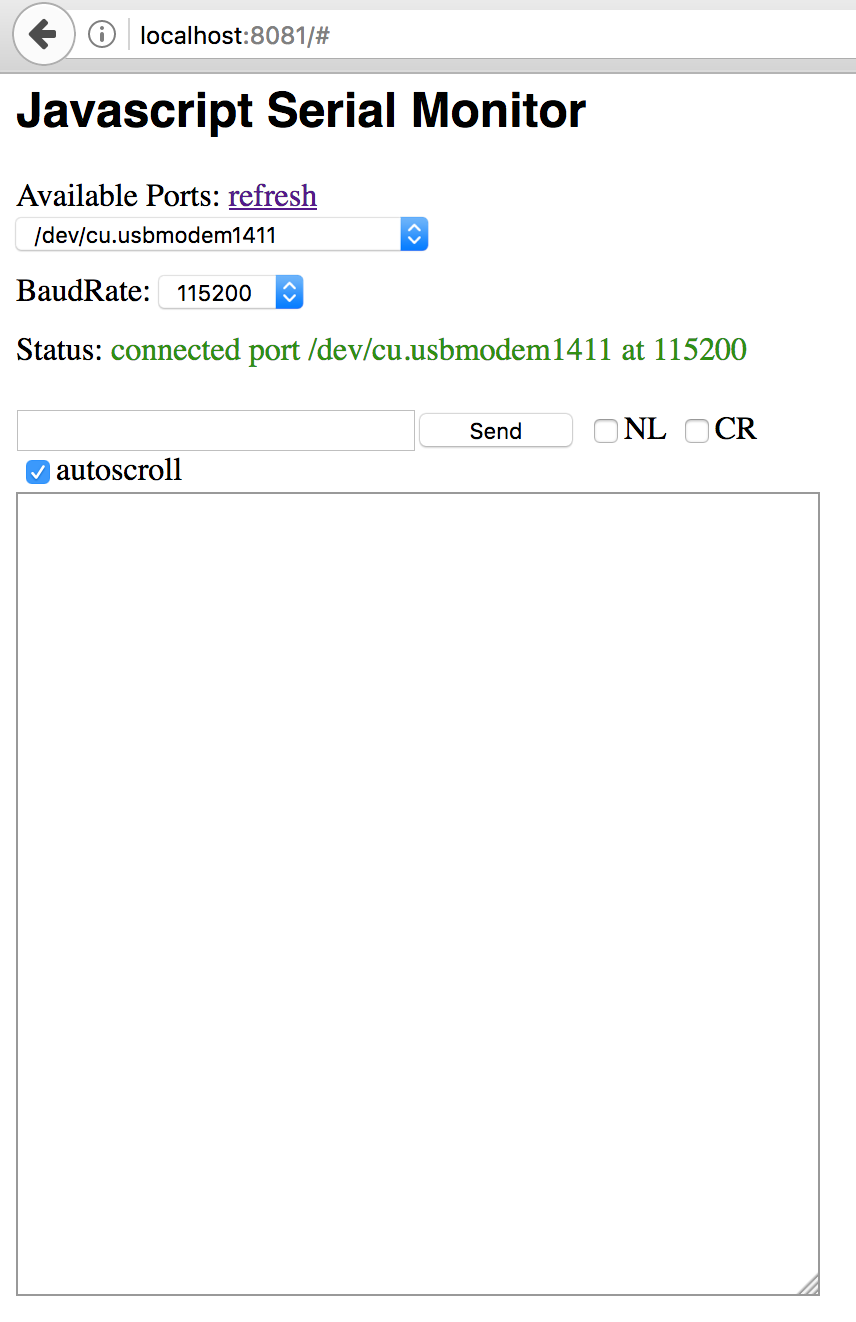 localhost:8081/#
Javascript Serial Monitor
Available Ports: refresh
/dev/cu.usbmodem1411
BaudRate: 115200
Status: connected port /dev/cu.usbmodem1411 at 115200
Send NL CR
autoscroll